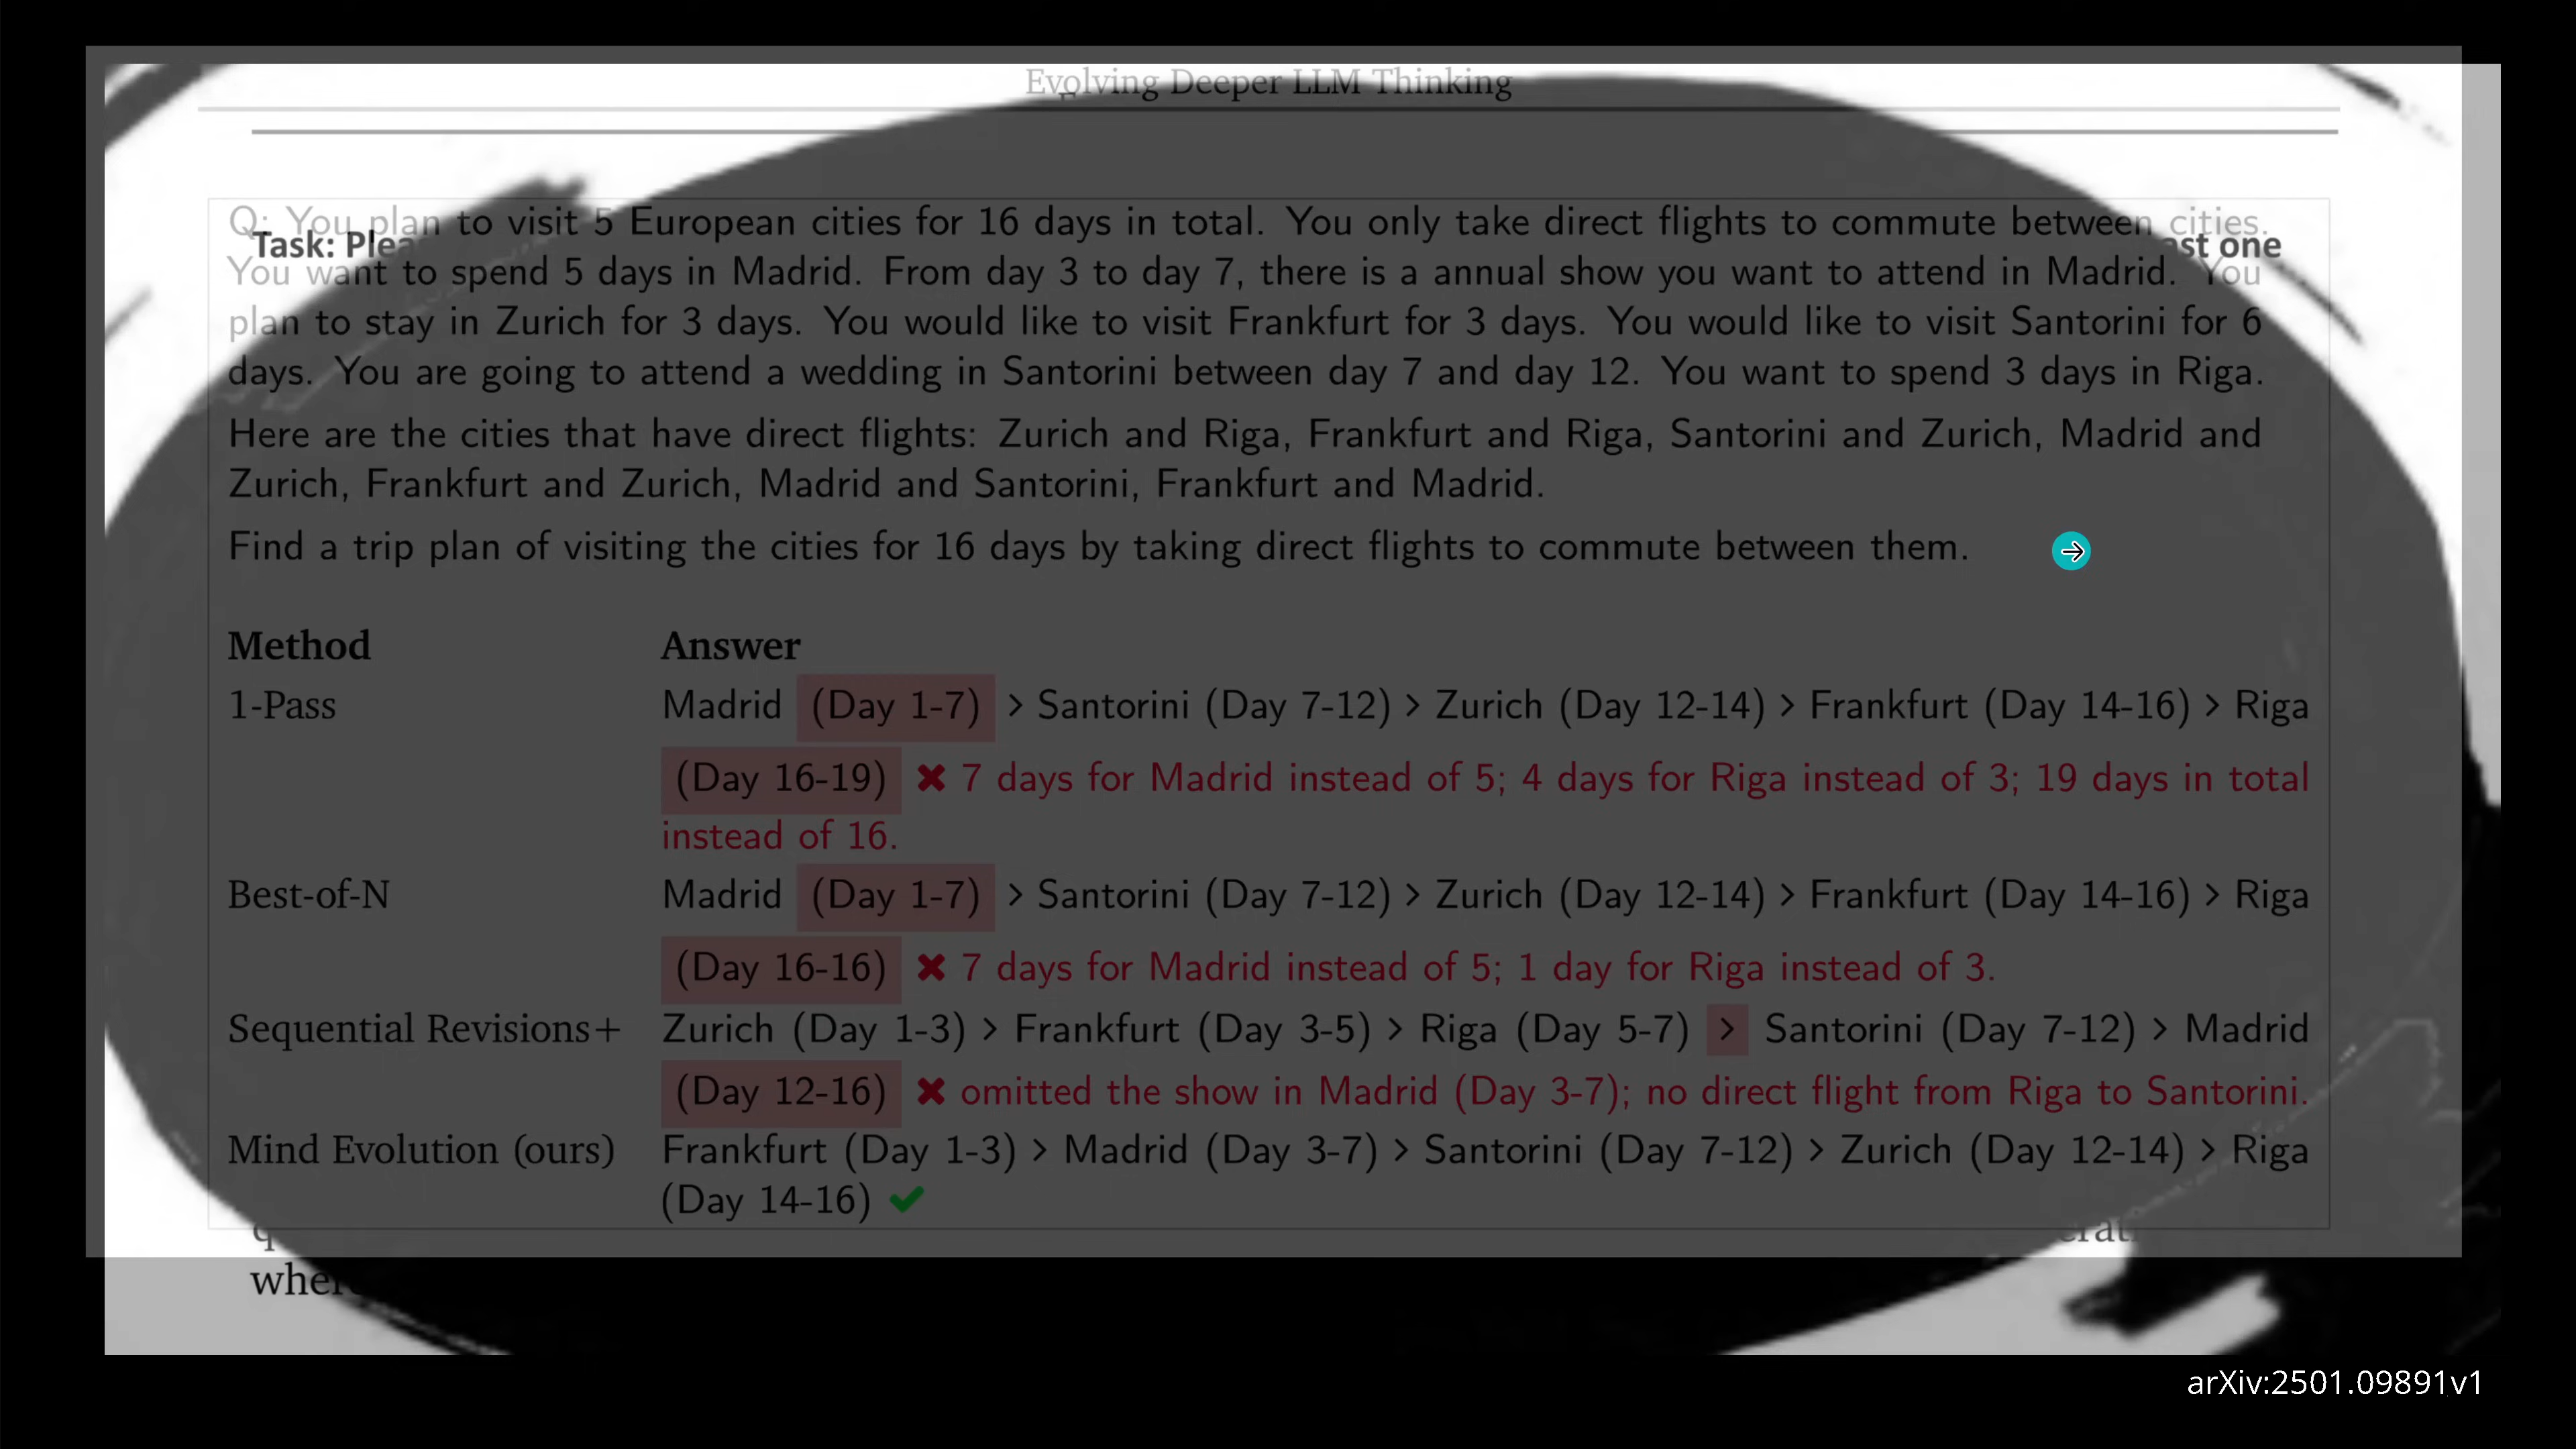 Evolving Deeper LLM Thinking
Q: You plan to visit 5 European cities for 16 days in total. You only take direct flights to commute between cities.
Task: Plea
ast one
You want to spend 5 days in Madrid. From day 3 to day 7, there is a annual show you want to attend in Madrid. You
plan to stay in Zurich for 3 days. You would like to visit Frankfurt for 3 days. You would like to visit Santorini for 6
days. You are going to attend a wedding in Santorini between day 7 and day 12. You want to spend 3 days in Riga.
Here are the cities that have direct flights: Zurich and Riga, Frankfurt and Riga, Santorini and Zurich, Madrid and
Zurich, Frankfurt and Zurich, Madrid and Santorini, Frankfurt and Madrid.
Find a trip plan of visiting the cities for 16 days by taking direct flights to commute between them. →
Method Answer
1-Pass Madrid (Day 1-7) > Santorini (Day 7-12) > Zurich (Day 12-14) > Frankfurt (Day 14-16) > Riga
(Day 16-19) ✖ 7 days for Madrid instead of 5; 4 days for Riga instead of 3; 19 days in total
instead of 16.
Best-of-N Madrid (Day 1-7) > Santorini (Day 7-12) > Zurich (Day 12-14) > Frankfurt (Day 14-16) > Riga
(Day 16-16) ✖ 7 days for Madrid instead of 5; 1 day for Riga instead of 3.
Sequential Revisions+ Zurich (Day 1-3) > Frankfurt (Day 3-5) > Riga (Day 5-7) > Santorini (Day 7-12) > Madrid
(Day 12-16) ✖ omitted the show in Madrid (Day 3-7); no direct flight from Riga to Santorini.
Mind Evolution (ours) Frankfurt (Day 1-3) > Madrid (Day 3-7) > Santorini (Day 7-12) > Zurich (Day 12-14) > Riga
(Day 14-16) ✔
arXiv:2501.09891v1